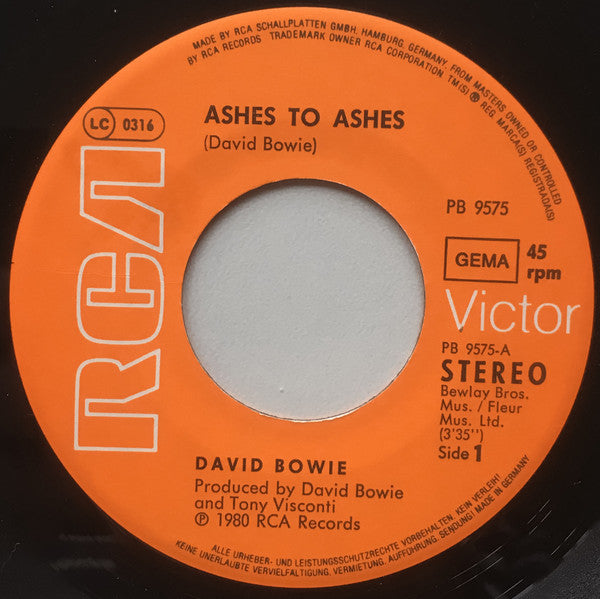 MADE BY RCA SCHALLPLATTEN GMBH, HAMBURG, GERMANY, FROM MASTERS OWNED OR CONTROLLED
BY RCA RECORDS TRADEMARK OWNER RCA CORPORATION. TM(S) ® REG. MARCA(S) REGISTRADA(S)
LC 0316
ASHES TO ASHES
(David Bowie)
RCA
PB 9575
GEMA
45
rpm
Victor
PB 9575-A
STEREO
Bewlay Bros.
Mus. / Fleur
Mus. Ltd.
(3'35'')
Side 1
DAVID BOWIE
Produced by David Bowie
and Tony Visconti
℗ 1980 RCA Records
ALLE URHEBER- UND LEISTUNGSSCHUTZRECHTE VORBEHALTEN. KEIN VERLEIH!
KEINE UNERLAUBTE VERVIELFALTIGUNG, VERMIETUNG, AUFFÜHRUNG, SENDUNG! MADE IN GERMANY